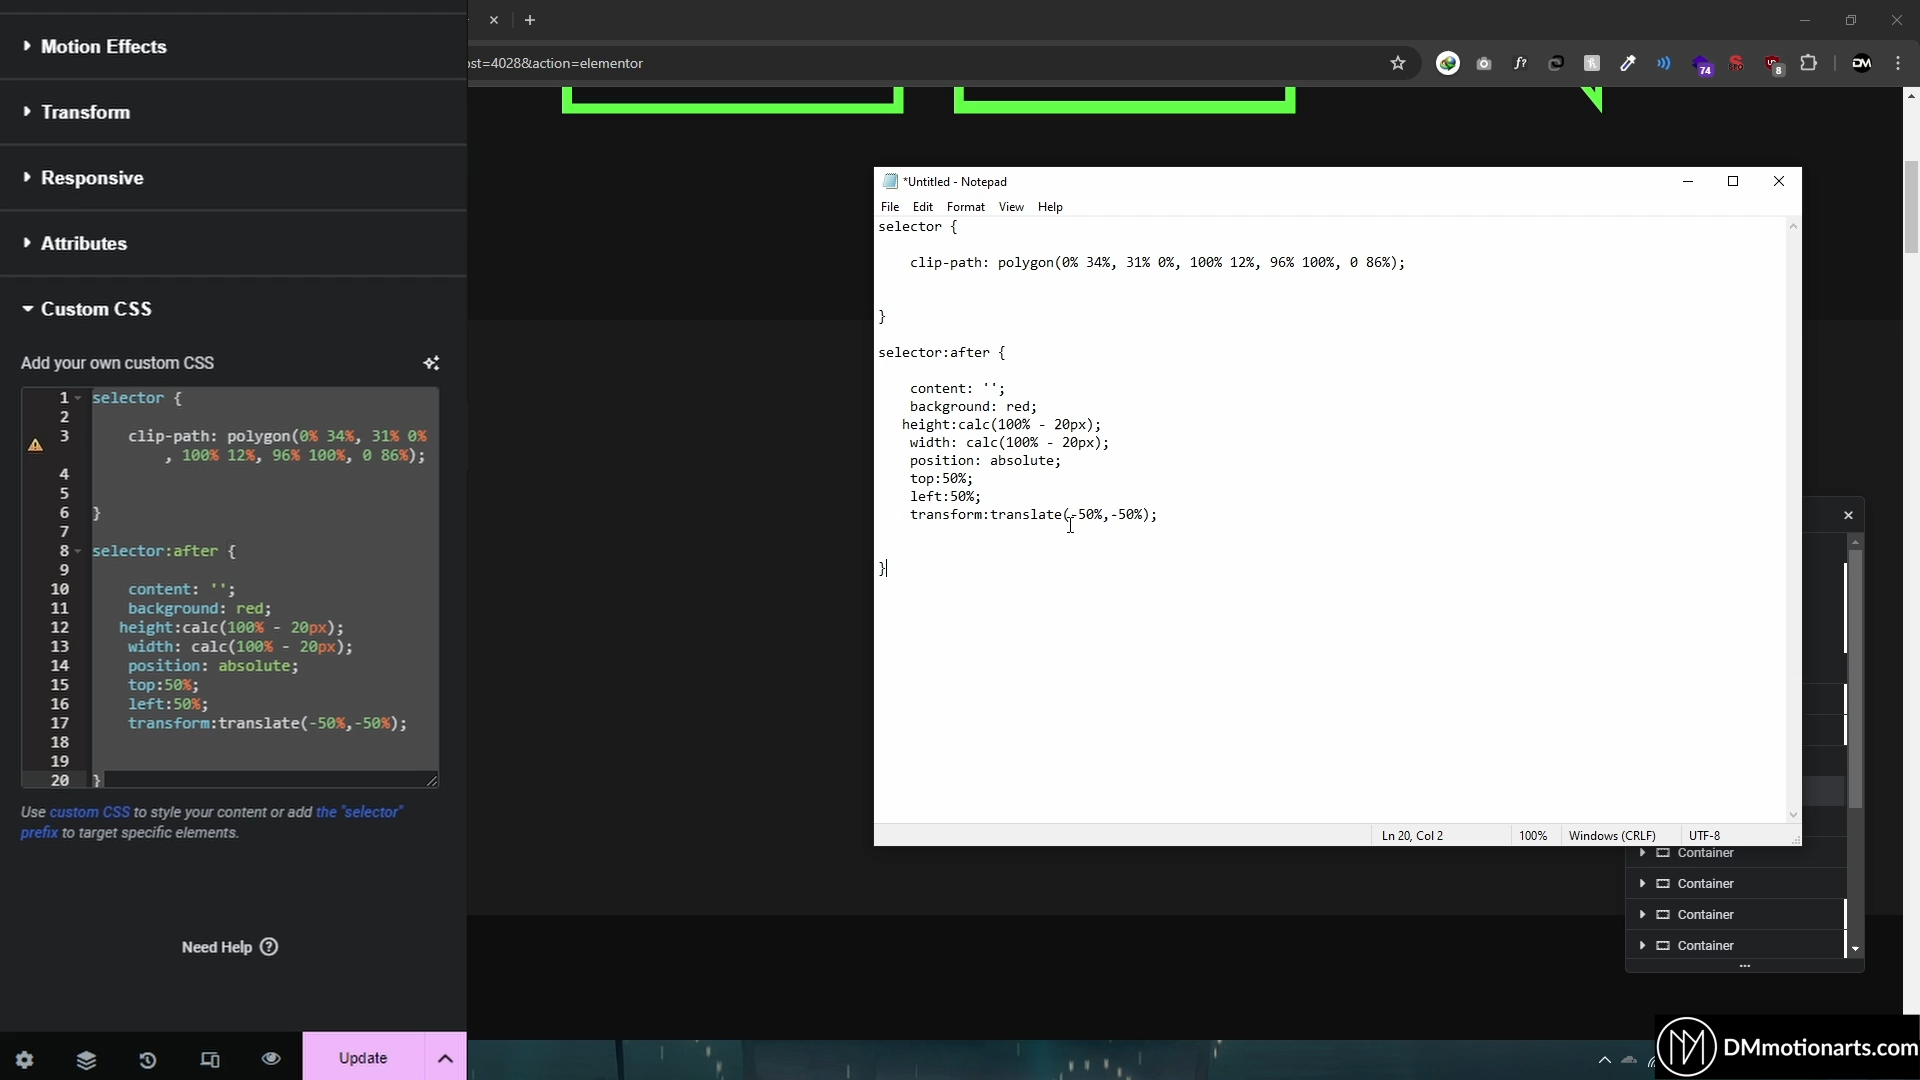 Motion Effects
Transform
Responsive
Attributes
Custom CSS
Add your own custom CSS
1 selector {
2
3 clip-path: polygon(0% 34%, 31% 0%
, 100% 12%, 96% 100%, 0 86%);
4
5
6 }
7
8 selector:after {
9
10 content: '';
11 background: red;
12 height:calc(100% - 20px);
13 width: calc(100% - 20px);
14 position: absolute;
15 top:50%;
16 left:50%;
17 transform:translate(-50%,-50%);
18
19
20 }
Use custom CSS to style your content or add the "selector"
prefix to target specific elements.
Need Help ?
Update
ost=4028&action=elementor
f?
74
8
DM
*Untitled - Notepad
File Edit Format View Help
selector {
clip-path: polygon(0% 34%, 31% 0%, 100% 12%, 96% 100%, 0 86%);
}
selector:after {
content: '';
background: red;
height:calc(100% - 20px);
width: calc(100% - 20px);
position: absolute;
top:50%;
left:50%;
transform:translate(-50%,-50%);
}
Ln 20, Col 2 100% Windows (CRLF) UTF-8
Container
Container
Container
Container
DMmotionarts.com